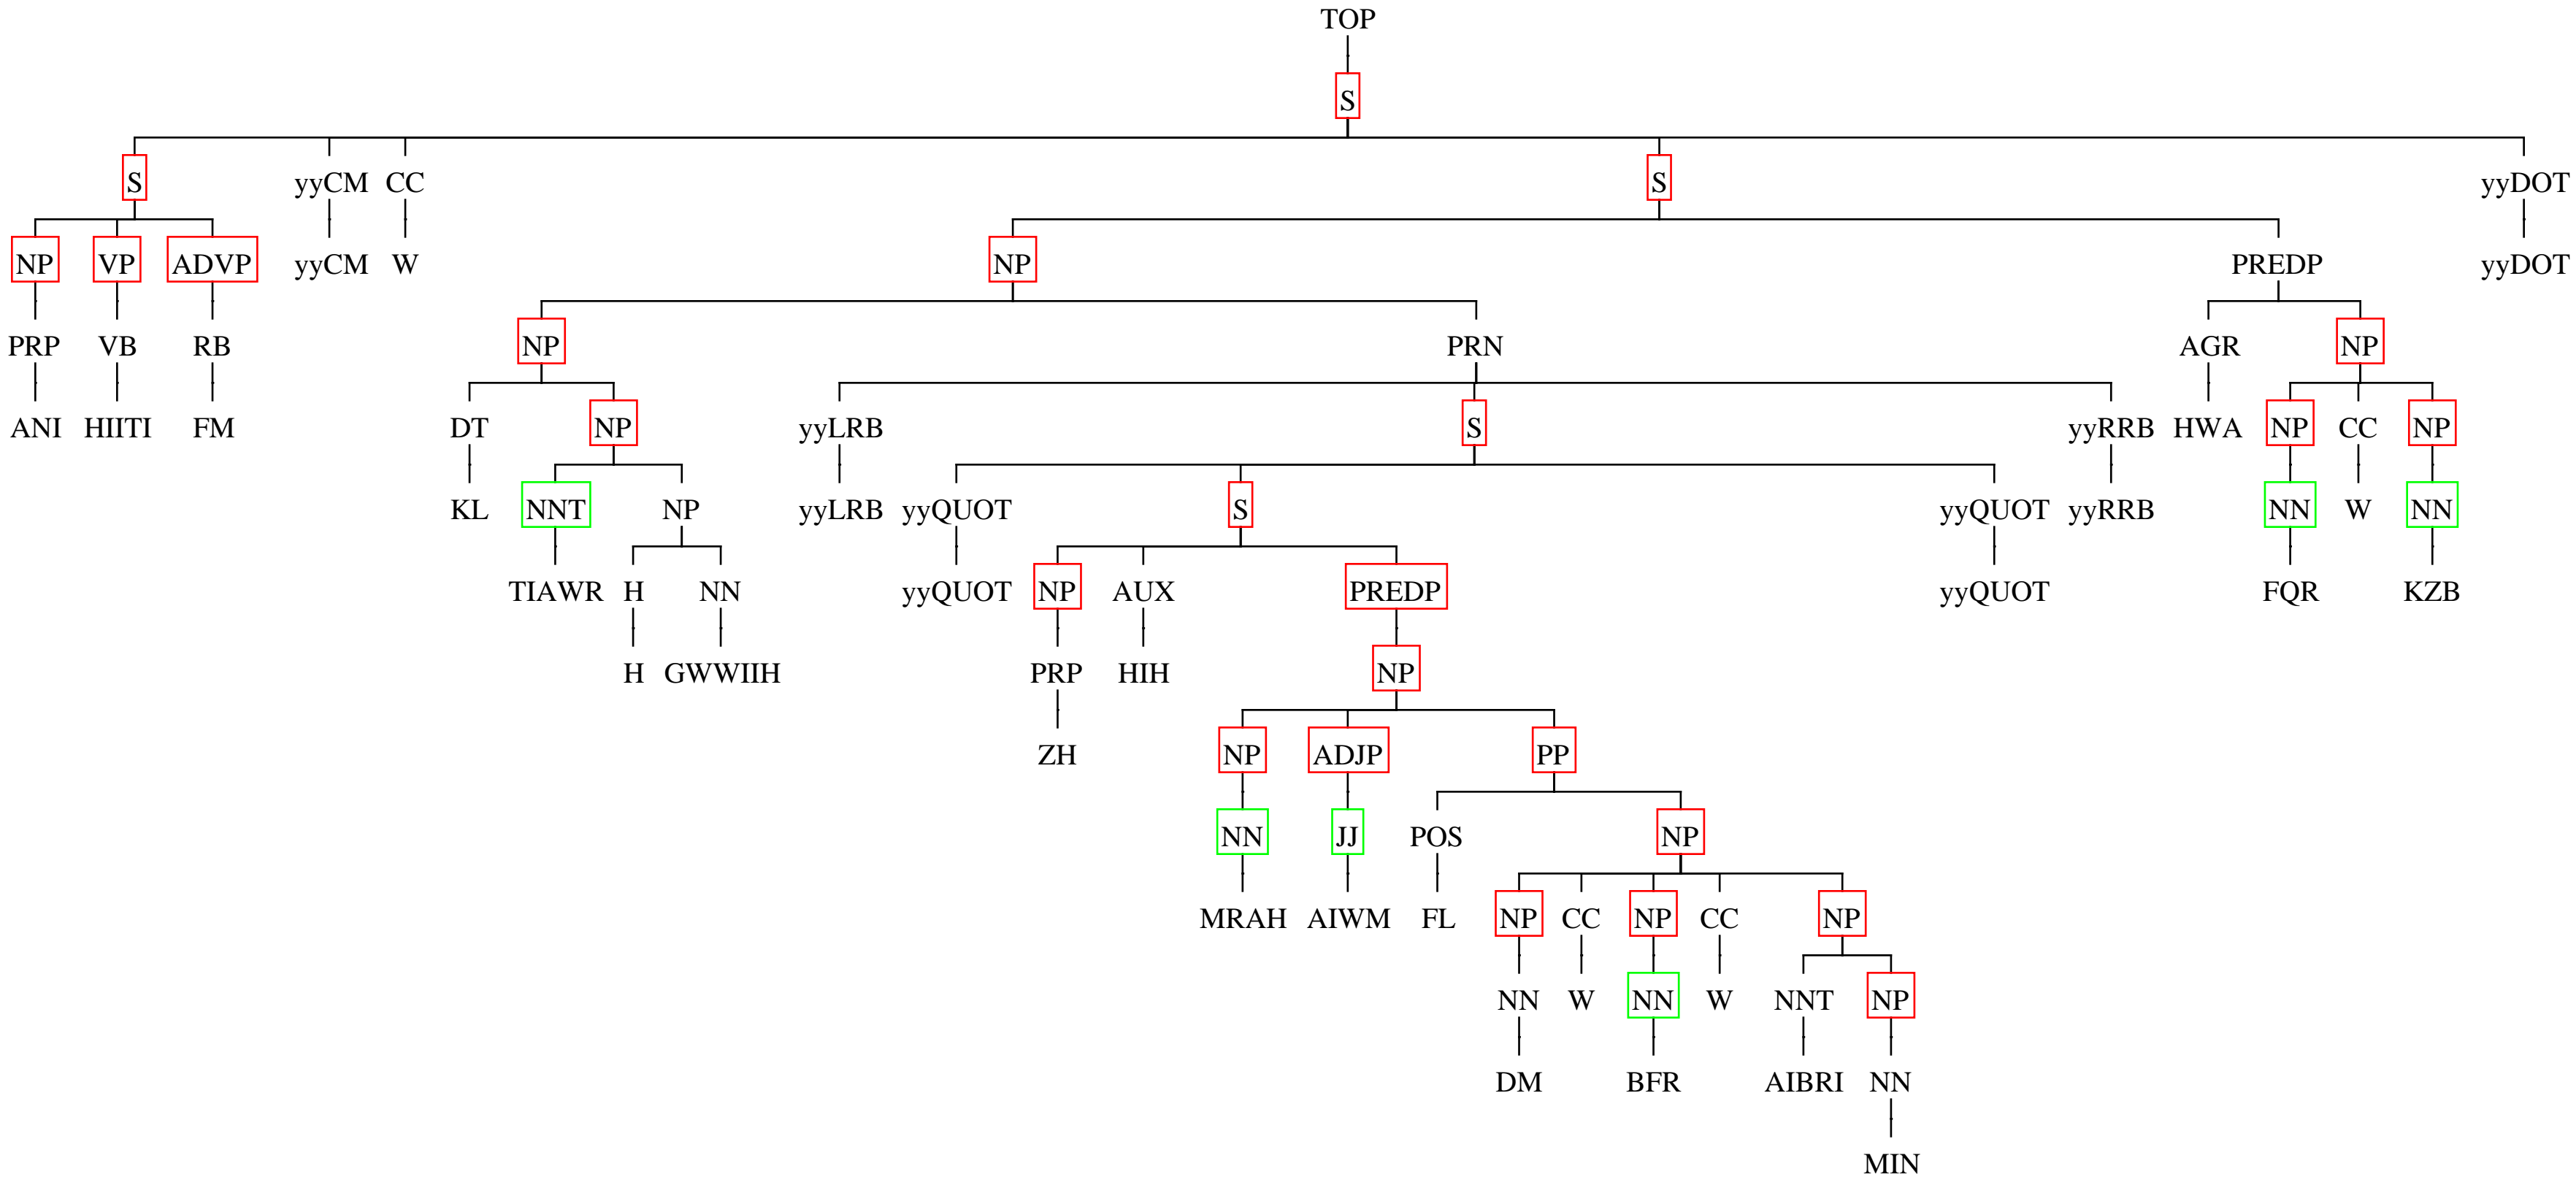 TOP
S
S yyCM CC S yyDOT
NP VP ADVP yyCM W NP PREDP yyDOT
PRP VB RB NP PRN AGR NP
ANI HIITI FM DT NP yyLRB S yyRRB HWA NP CC NP
KL NNT NP yyLRB yyQUOT S yyQUOT yyRRB NN W NN
TIAWR H NN yyQUOT NP AUX PREDP yyQUOT FQR KZB
H GWWIIH PRP HIH NP
ZH NP ADJP PP
NN JJ POS NP
MRAH AIWM FL NP CC NP CC NP
NN W NN W NNT NP
DM BFR AIBRI NN
MIN